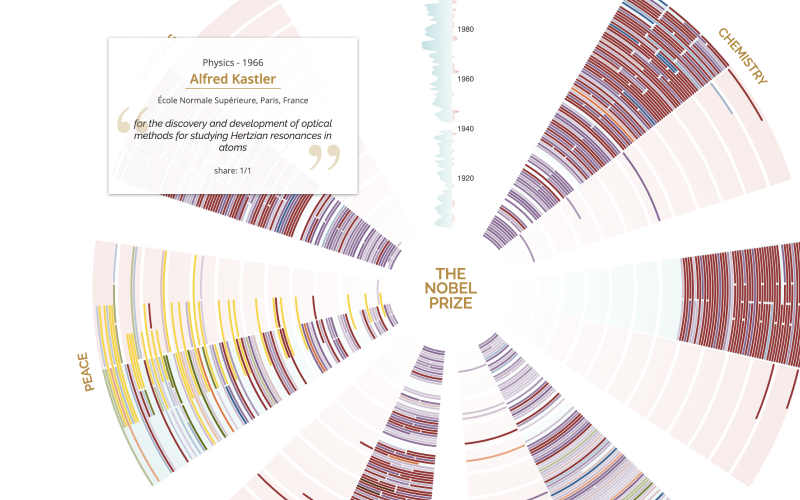 Physics - 1966
Alfred Kastler
École Normale Supérieure, Paris, France
“for the discovery and development of optical
methods for studying Hertzian resonances in
atoms”
share: 1/1
1980
1960
1940
1920
CHEMISTRY
THE
NOBEL
PRIZE
PEACE